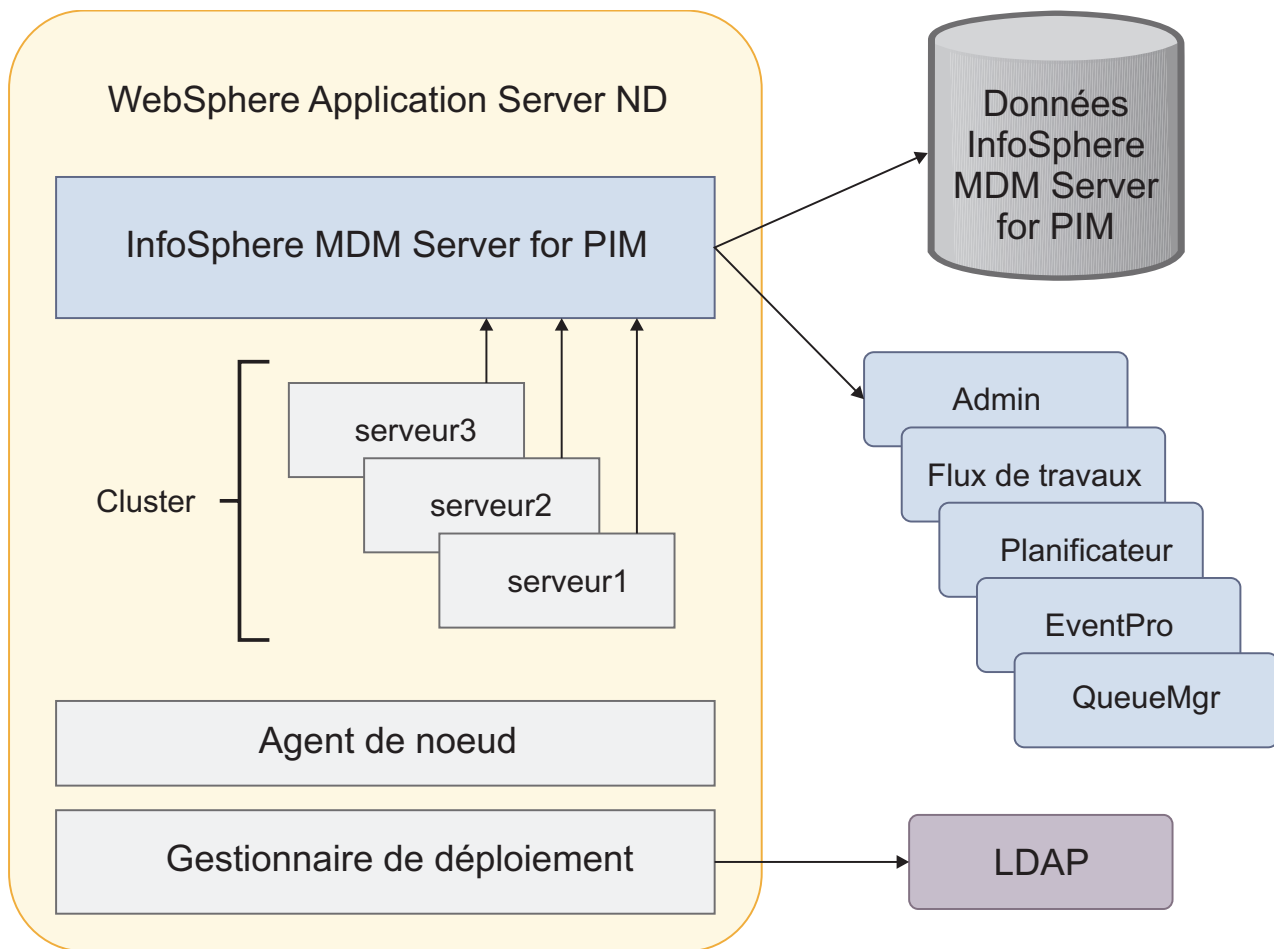 WebSphere Application Server ND
InfoSphere MDM Server for PIM
Cluster
serveur3
serveur2
serveur1
Agent de noeud
Gestionnaire de déploiement
Données
InfoSphere
MDM Server
for PIM
Admin
Flux de travaux
Planificateur
EventPro
QueueMgr
LDAP